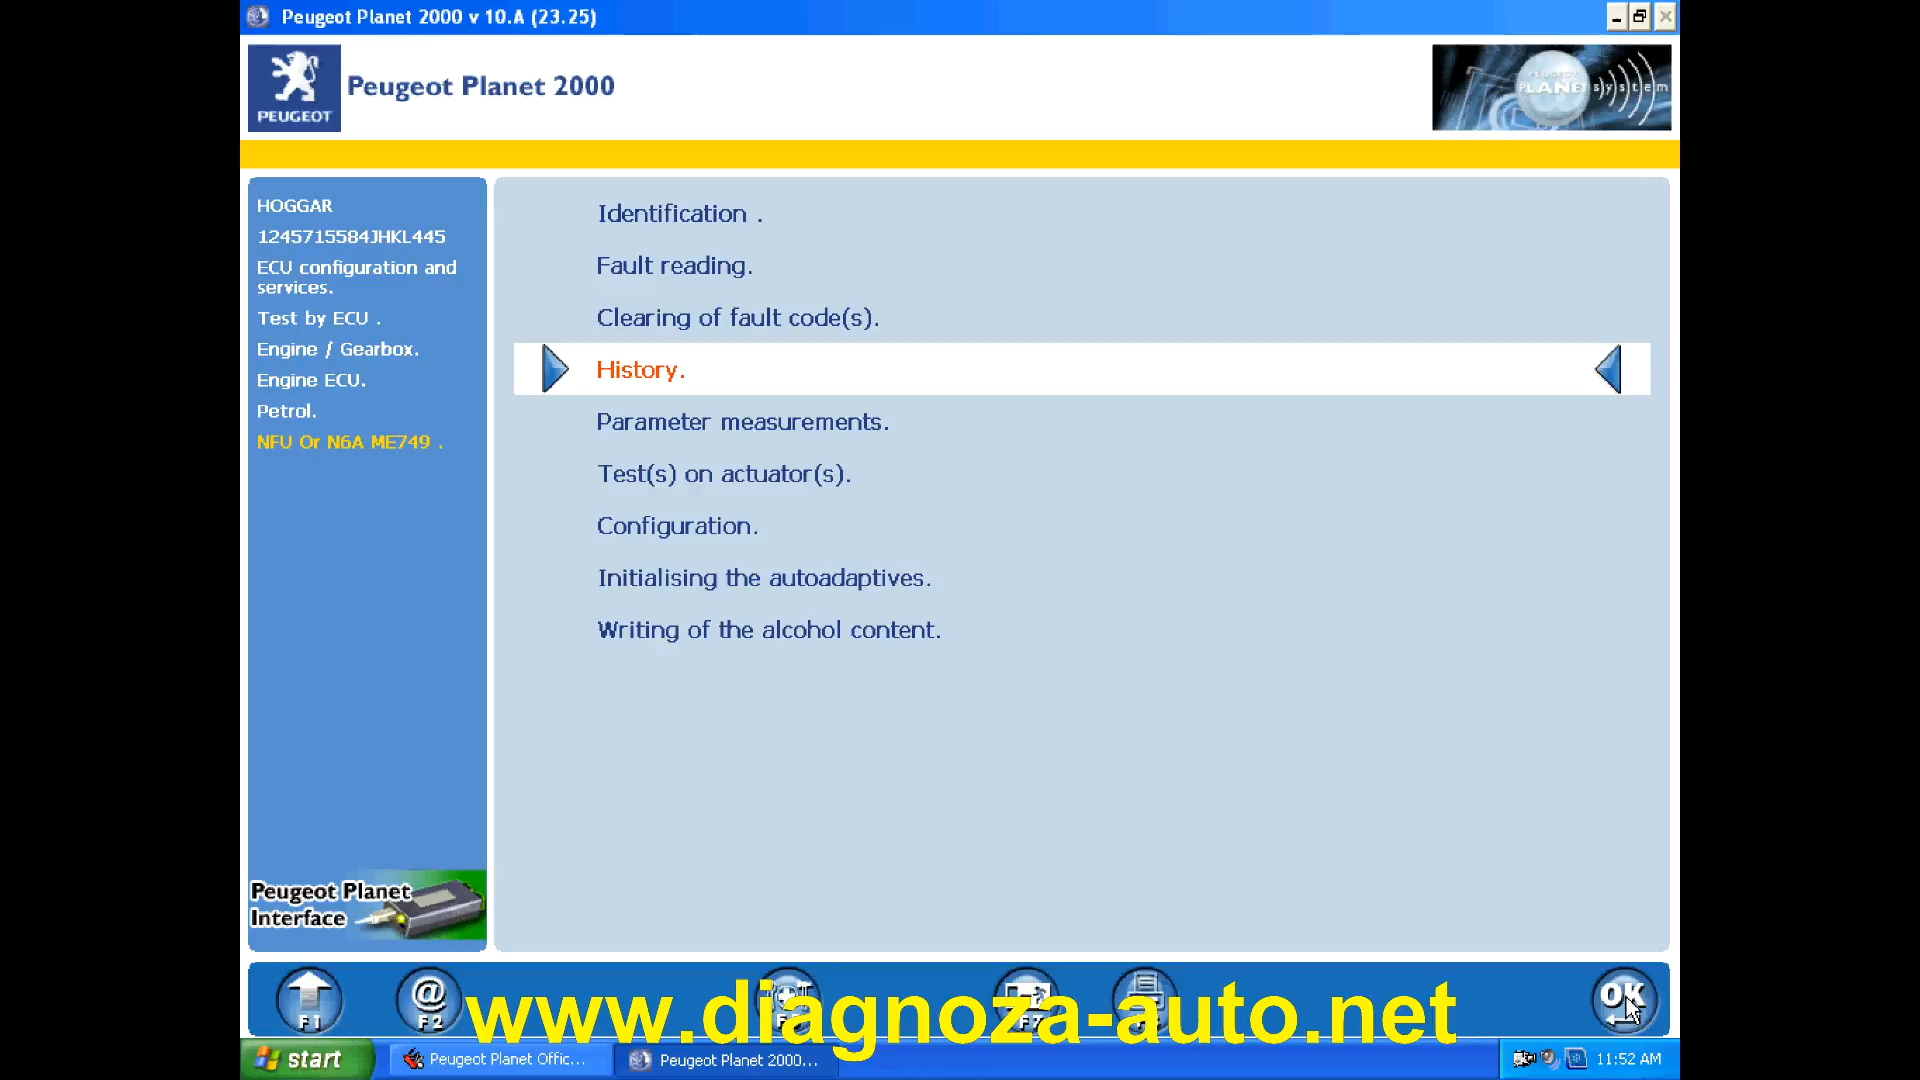 Peugeot Planet 2000 v 10.A (23.25)
PEUGEOT
Peugeot Planet 2000
PEUGEOT
PLANET system
HOGGAR
1245715584JHKL445
ECU configuration and
services.
Test by ECU .
Engine / Gearbox.
Engine ECU.
Petrol.
NFU Or N6A ME749 .
Identification .
Fault reading.
Clearing of fault code(s).
History.
Parameter measurements.
Test(s) on actuator(s).
Configuration.
Initialising the autoadaptives.
Writing of the alcohol content.
Peugeot Planet
Interface
F1
@
F2
OK
www.diagnoza-auto.net
start
Peugeot Planet Offic...
Peugeot Planet 2000...
11:52 AM